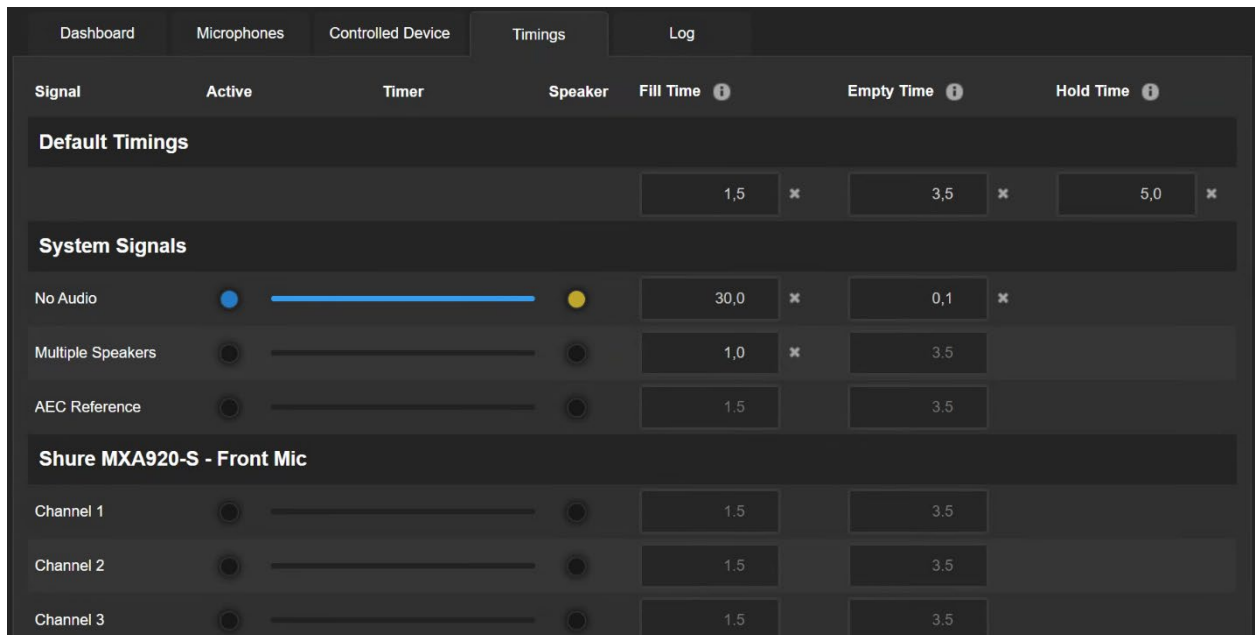 Dashboard Microphones Controlled Device Timings Log
Signal Active Timer Speaker Fill Time Empty Time Hold Time
Default Timings
1,5 3,5 5,0
System Signals
No Audio 30,0 0,1
Multiple Speakers 1,0 3.5
AEC Reference 1.5 3.5
Shure MXA920-S - Front Mic
Channel 1 1.5 3.5
Channel 2 1.5 3.5
Channel 3 1.5 3.5